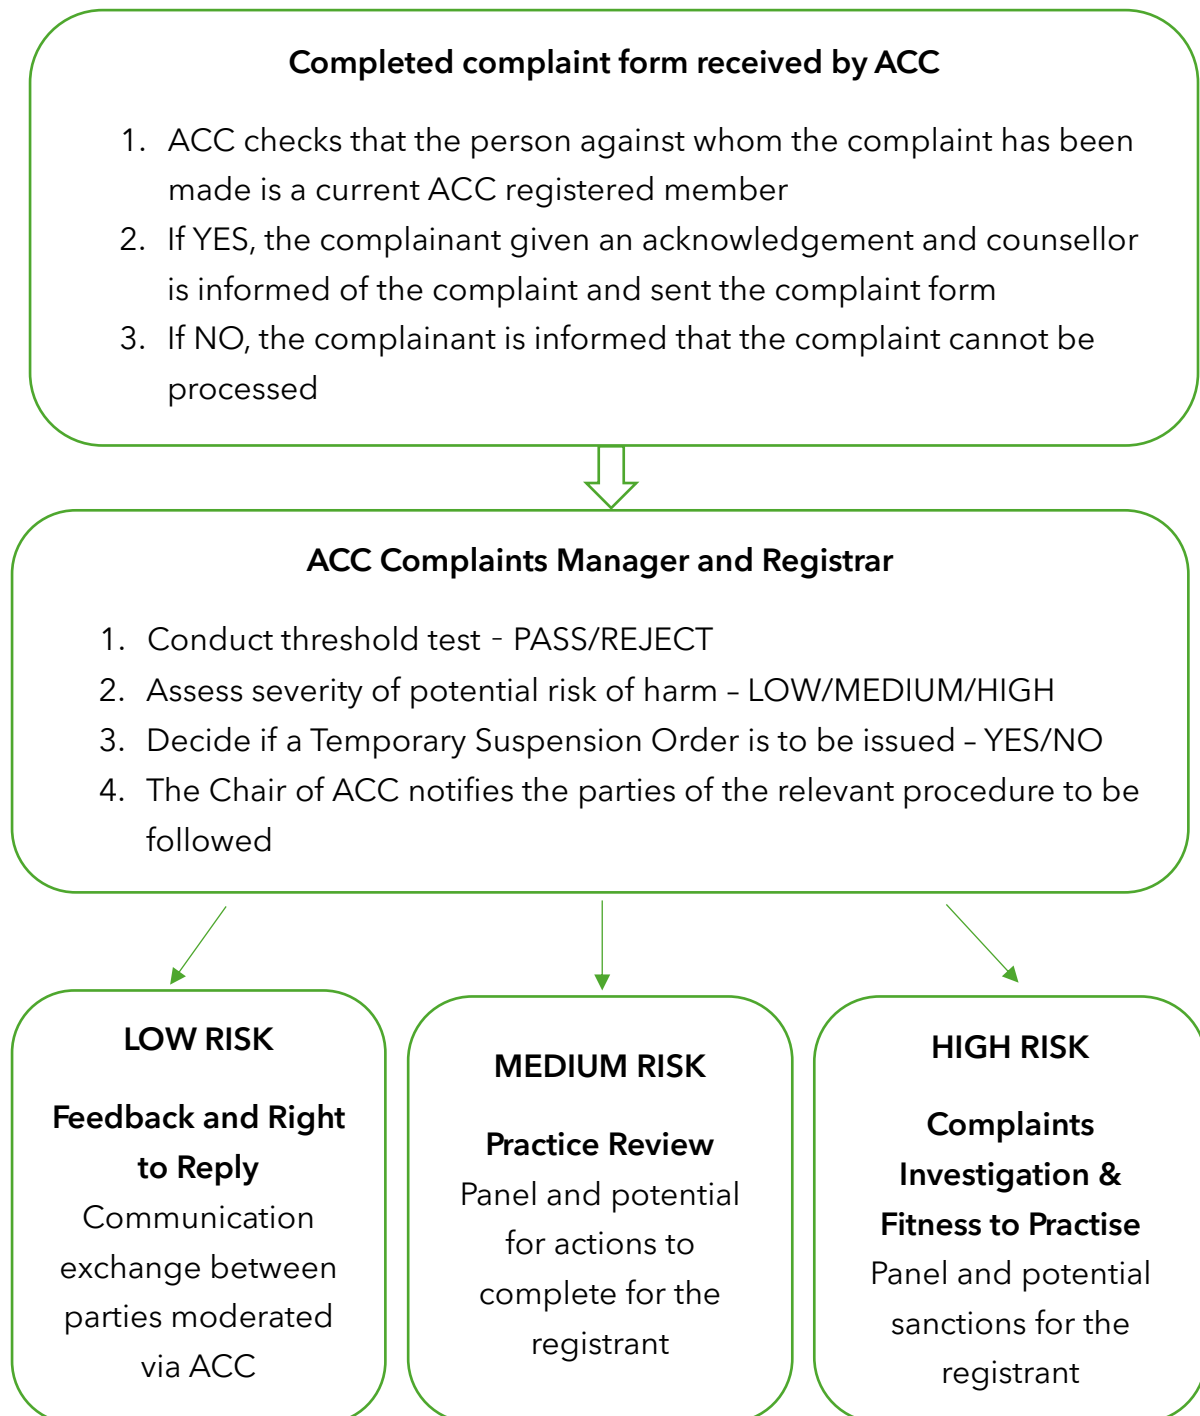 Completed complaint form received by ACC
1. ACC checks that the person against whom the complaint has been
made is a current ACC registered member
2. If YES, the complainant given an acknowledgement and counsellor
is informed of the complaint and sent the complaint form
3. If NO, the complainant is informed that the complaint cannot be
processed
ACC Complaints Manager and Registrar
1. Conduct threshold test - PASS/REJECT
2. Assess severity of potential risk of harm – LOW/MEDIUM/HIGH
3. Decide if a Temporary Suspension Order is to be issued – YES/NO
4. The Chair of ACC notifies the parties of the relevant procedure to be
followed
LOW RISK
Feedback and Right
to Reply
Communication
exchange between
parties moderated
via ACC
MEDIUM RISK
Practice Review
Panel and potential
for actions to
complete for the
registrant
HIGH RISK
Complaints
Investigation &
Fitness to Practise
Panel and potential
sanctions for the
registrant